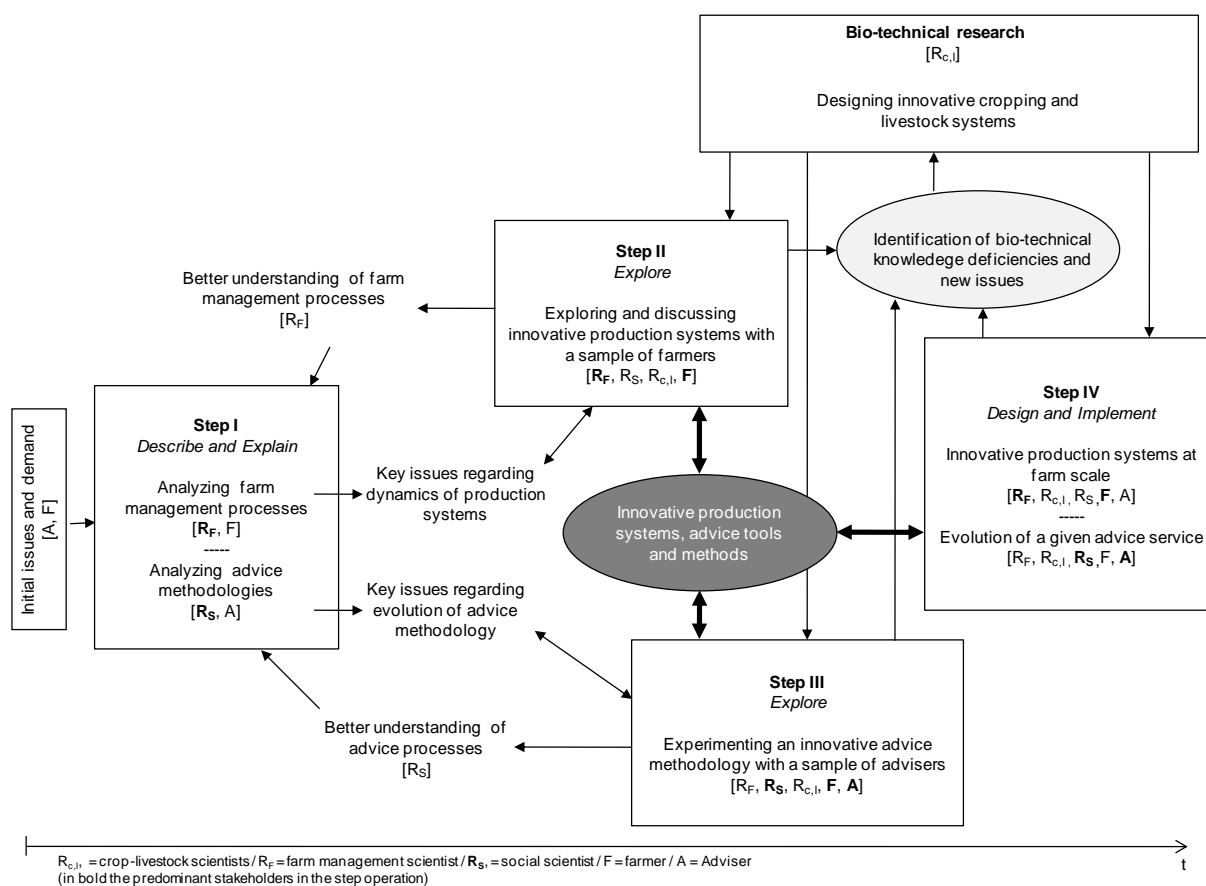 Bio-technical research
[Rc,l]
Designing innovative cropping and
livestock systems
Identification of bio-technical
knowledege deficiencies and
new issues
Step II
Explore
Exploring and discussing
innovative production systems with
a sample of farmers
[RF, RS, Rc,l, F]
Better understanding of farm
management processes
[RF]
Initial issues and demand
[A, F]
Step I
Describe and Explain
Analyzing farm
management processes
[RF, F]
-----
Analyzing advice
methodologies
[RS, A]
Key issues regarding
dynamics of production
systems
Key issues regarding
evolution of advice
methodology
Innovative production
systems, advice tools
and methods
Step IV
Design and Implement
Innovative production systems at
farm scale
[RF, Rc,l, RS, F, A]
-----
Evolution of a given advice service
[RF, Rc,l, RS, F, A]
Better understanding of
advice processes
[RS]
Step III
Explore
Experimenting an innovative advice
methodology with a sample of advisers
[RF, RS, Rc,l, F, A]
t
Rc,l, = crop-livestock scientists / RF = farm management scientist / RS, = social scientist / F = farmer / A = Adviser
(in bold the predominant stakeholders in the step operation)